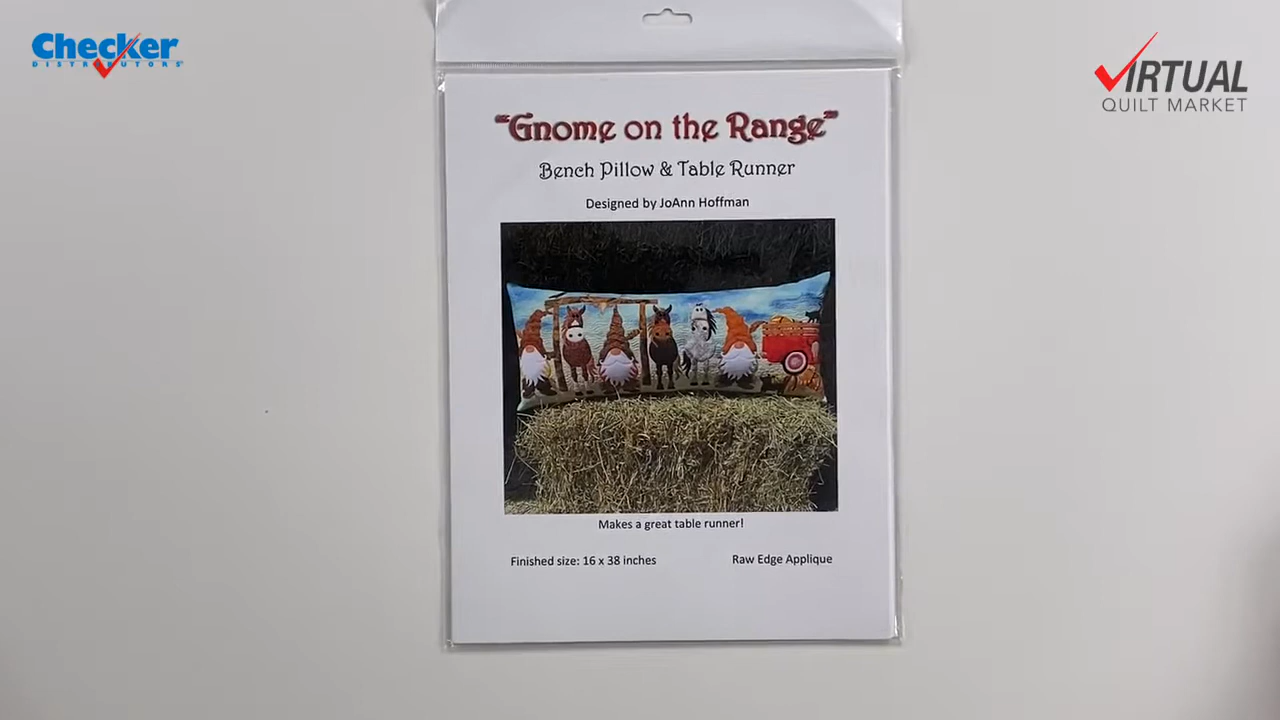 Checker
DISTRIBUTORS
VIRTUAL
QUILT MARKET
"Gnome on the Range"
Bench Pillow & Table Runner
Designed by JoAnn Hoffman
Makes a great table runner!
Finished size: 16 x 38 inches
Raw Edge Applique